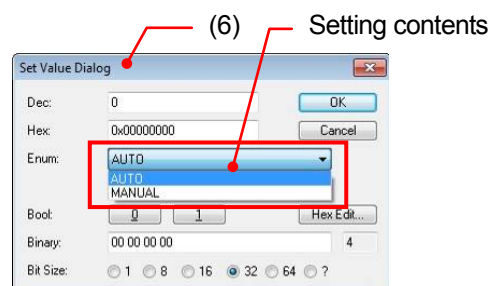 (6) Setting contents
Set Value Dialog
Dec: 0 OK
Hex: 0x00000000 Cancel
Enum: AUTO
AUTO
MANUAL
Bool: 0 1 Hex Edit...
Binary: 00 00 00 00 4
Bit Size: 1 8 16 32 64 ?